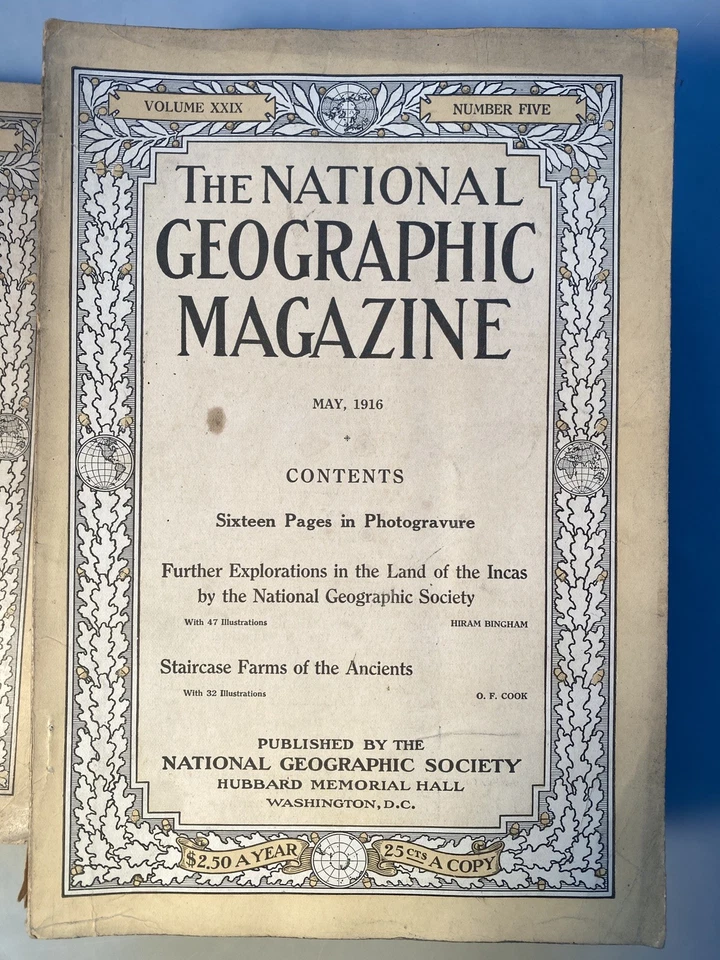 VOLUME XXIX
NUMBER FIVE
THE NATIONAL
GEOGRAPHIC
MAGAZINE
MAY, 1916
CONTENTS
Sixteen Pages in Photogravure
Further Explorations in the Land of the Incas
by the National Geographic Society
With 47 Illustrations HIRAM BINGHAM
Staircase Farms of the Ancients
With 32 Illustrations O. F. COOK
PUBLISHED BY THE
NATIONAL GEOGRAPHIC SOCIETY
HUBBARD MEMORIAL HALL
WASHINGTON, D.C.
$2.50 A YEAR
25 CTS A COPY